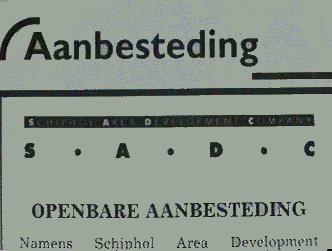 Aanbesteding
SCHIPHOL AREA DEVELOPMENT COMPANY
S • A • D • C
OPENBARE AANBESTEDING
Namens Schiphol Area Development